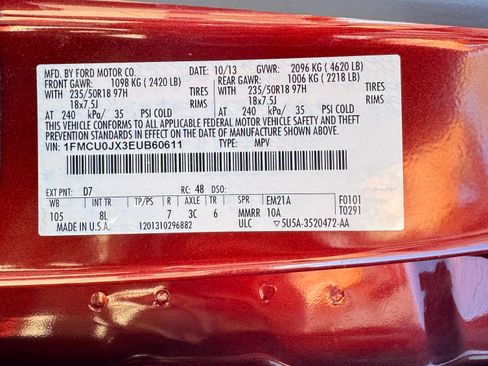 MFD. BY FORD MOTOR CO. 10/13 GVWR: 2096 KG (4620 LB)
FRONT GAWR: 1098 KG (2420 LB) REAR GAWR: 1006 KG (2218 LB)
WITH 235/50R18 97H TIRES WITH 235/50R18 97H TIRES
18x7.5J RIMS 18x7.5J RIMS
AT 240 kPa/ 35 PSI COLD AT 240 kPa/ 35 PSI COLD
THIS VEHICLE CONFORMS TO ALL APPLICABLE FEDERAL MOTOR VEHICLE SAFETY AND THEFT
PREVENTION STANDARDS IN EFFECT ON THE DATE OF MANUFACTURE SHOWN ABOVE.
VIN: 1FMCU0JX3EUB60611 TYPE: MPV
EXT PNT: D7 RC: 48 DSO:
WB INT TR R AXLE TR SPR EM21A F0101
105 8L 7 3C 6 MMRR 10A T0291
MADE IN U.S.A. 1201310296882 ULC 5U5A-3520472-AA